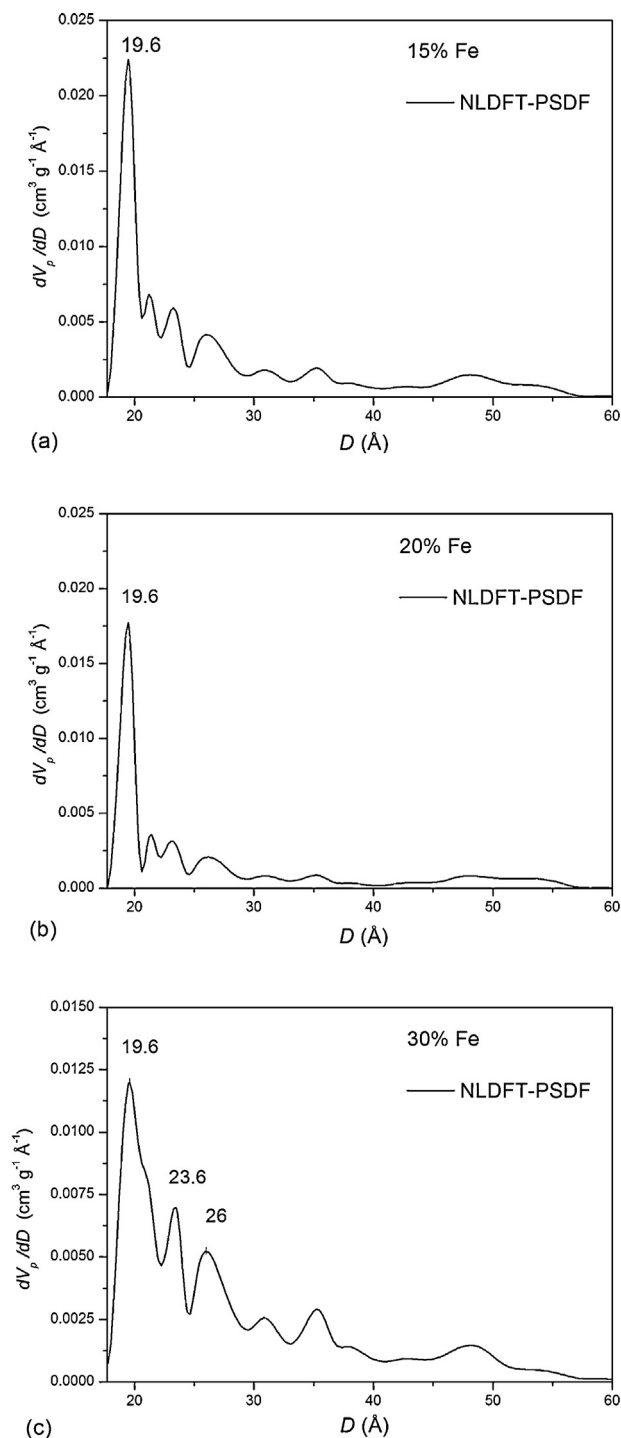 0.025
19.6
15% Fe
NLDFT-PSDF
0.020
0.015
0.010
0.005
0.000
dVp/dD (cm³ g⁻¹ Å⁻¹)
20 30 40 50 60
(a)
D (Å)
0.025
20% Fe
0.020
19.6
NLDFT-PSDF
0.015
0.010
0.005
0.000
dVp/dD (cm³ g⁻¹ Å⁻¹)
20 30 40 50 60
(b)
D (Å)
0.0150
19.6
30% Fe
0.0125
NLDFT-PSDF
0.0100
23.6
0.0075
26
0.0050
0.0025
0.0000
dVp/dD (cm³ g⁻¹ Å⁻¹)
20 30 40 50 60
(c)
D (Å)